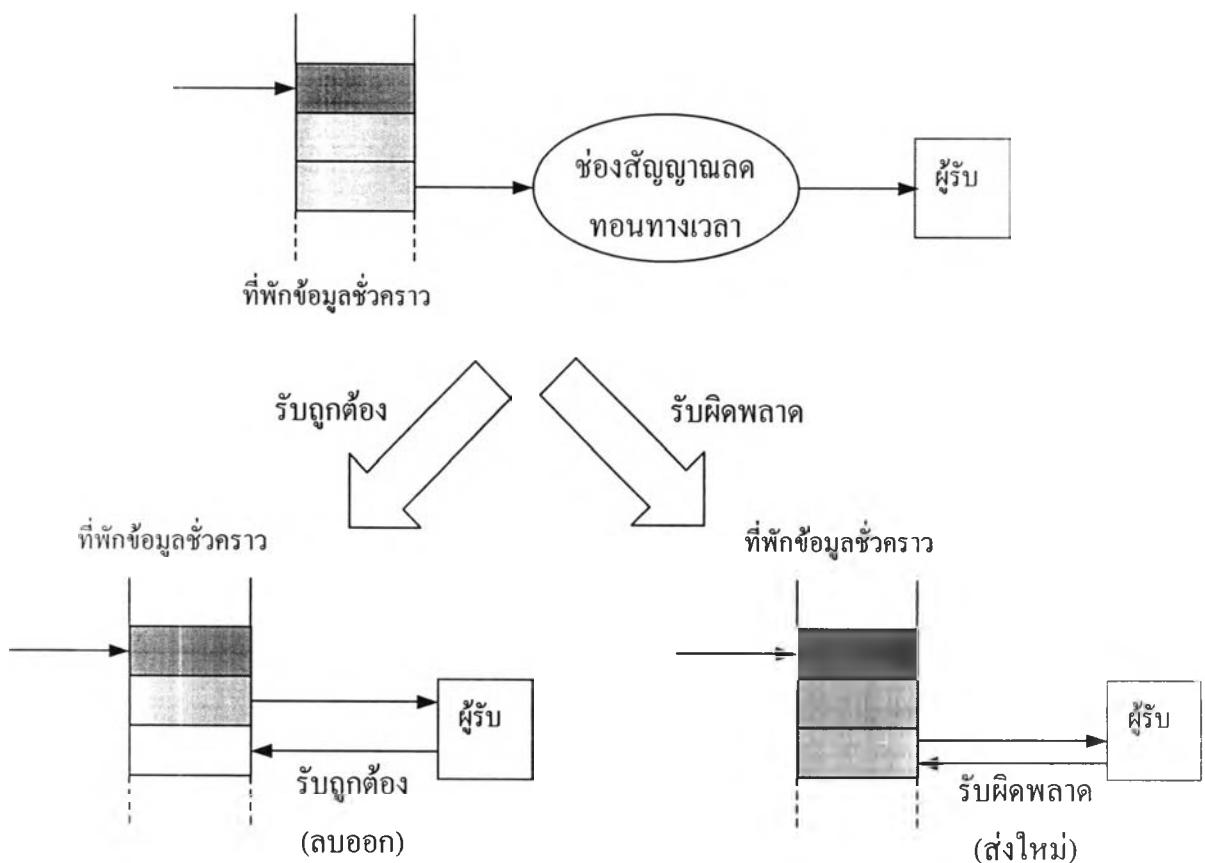 ช่องสัญญาณลด
ทอนทางเวลา
ผู้รับ
ที่พักข้อมูลชั่วคราว
รับถูกต้อง
รับผิดพลาด
ที่พักข้อมูลชั่วคราว
ที่พักข้อมูลชั่วคราว
ผู้รับ
ผู้รับ
รับถูกต้อง
รับผิดพลาด
(ลบออก)
(ส่งใหม่)